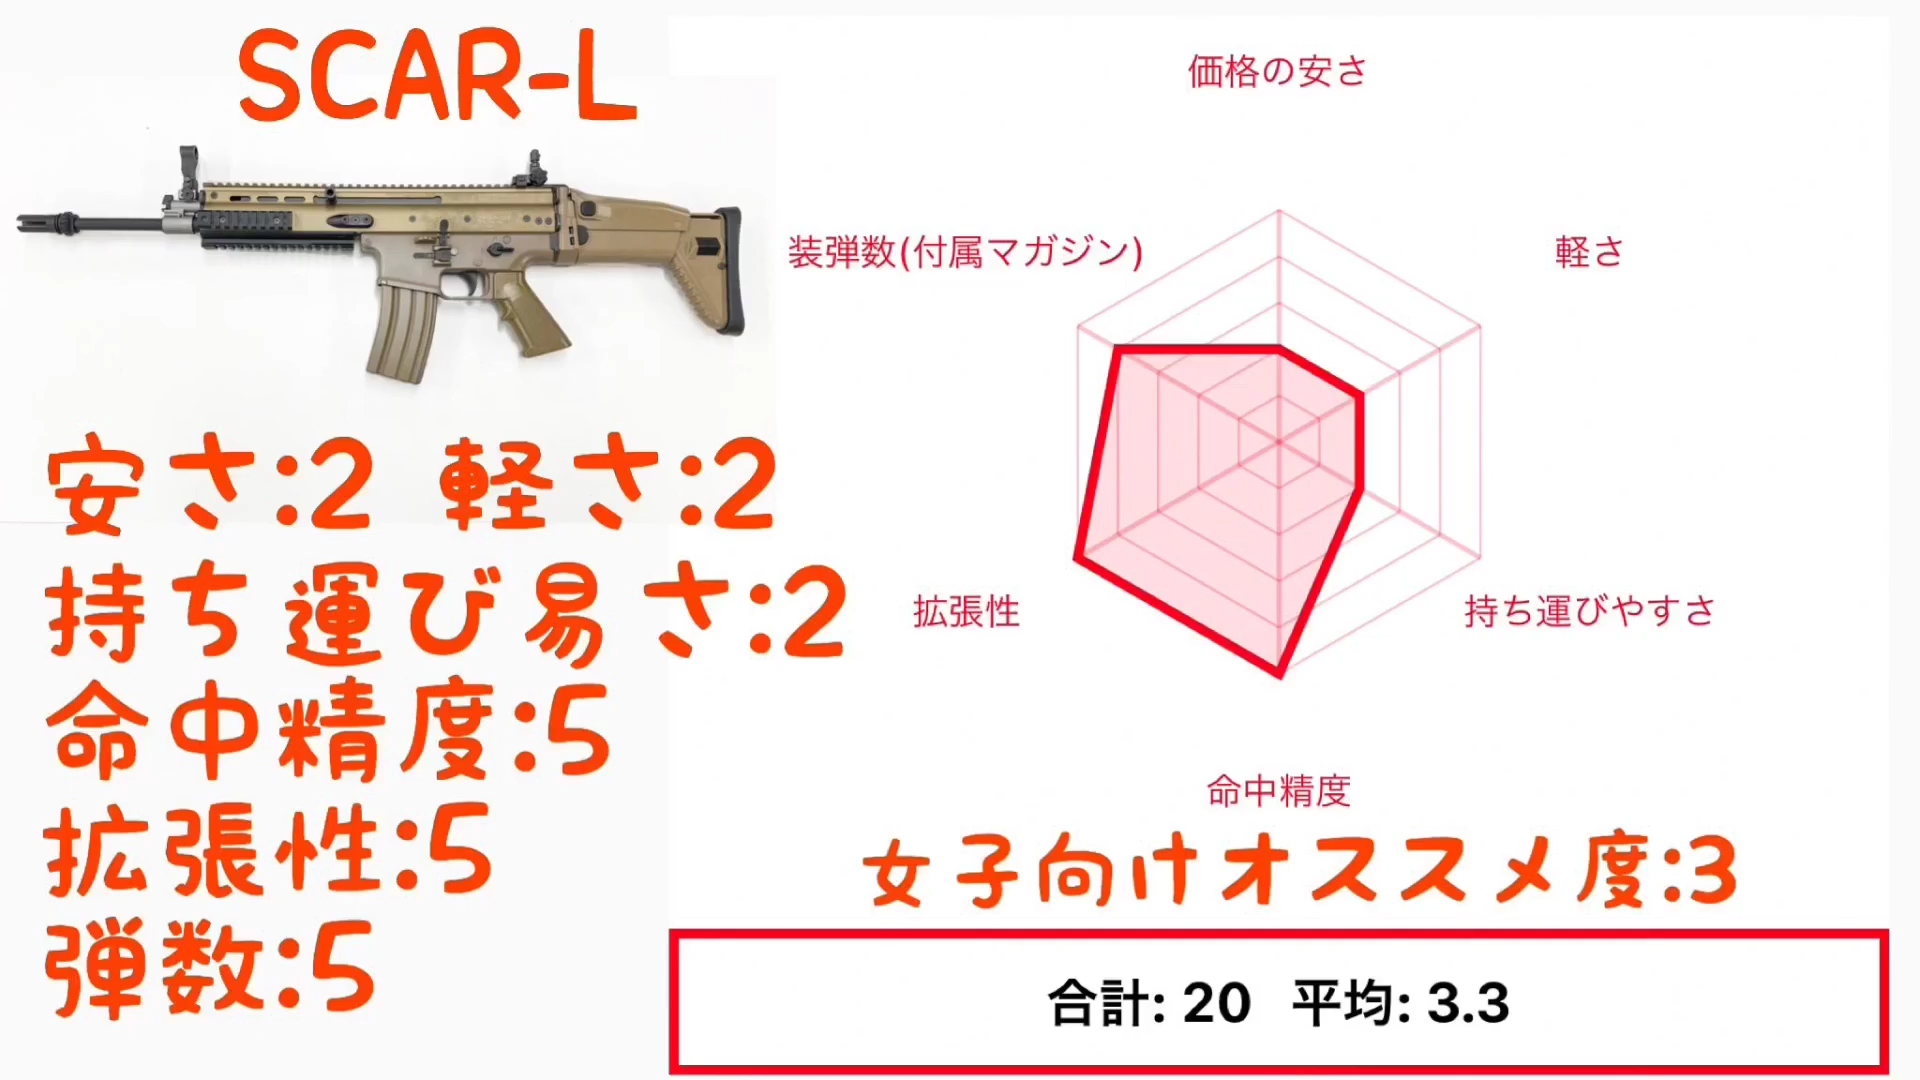 SCAR-L
安さ:2 軽さ:2
持ち運び易さ:2
命中精度:5
拡張性:5
弾数:5
価格の安さ
装弾数(付属マガジン)
軽さ
拡張性
持ち運びやすさ
命中精度
女子向けオススメ度:3
合計: 20 平均: 3.3